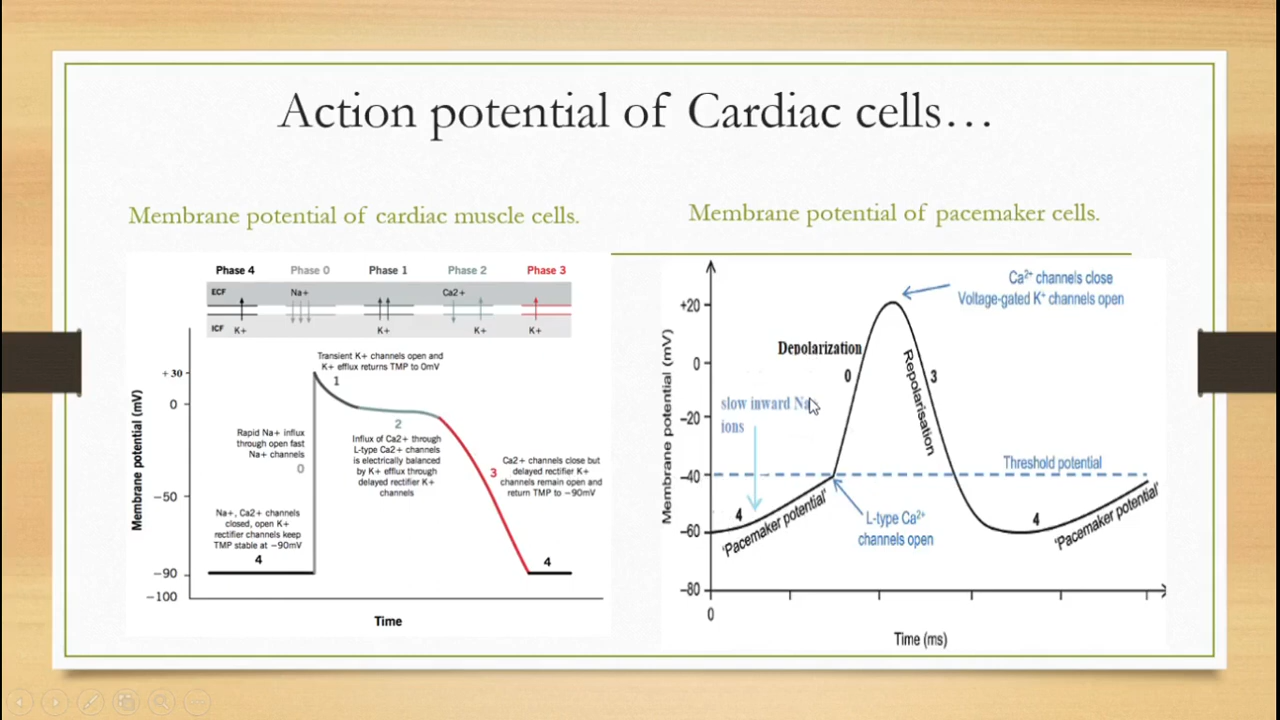 Action potential of Cardiac cells…
Membrane potential of cardiac muscle cells.
Phase 4 Phase 0 Phase 1 Phase 2 Phase 3
ECF Na+ Ca2+
ICF K+ K+ K+ K+
Membrane potential (mV)
+30
0
−50
−90
−100
Transient K+ channels open and
K+ efflux returns TMP to 0mV
1
Rapid Na+ influx
through open fast
Na+ channels
0
2
Influx of Ca2+ through
L-type Ca2+ channels
is electrically balanced
by K+ efflux through
delayed rectifier K+
channels
3
Ca2+ channels close but
delayed rectifier K+
channels remain open and
return TMP to −90mV
Na+, Ca2+ channels
closed, open K+
rectifier channels keep
TMP stable at −90mV
4
4
Time
Membrane potential of pacemaker cells.
Membrane potential (mV)
+20
0
−20
−40
−60
−80
0
Ca²⁺ channels close
Voltage-gated K⁺ channels open
Depolarization
0
Repolarisation
3
slow inward Na
ions
Threshold potential
4
'Pacemaker potential'
L-type Ca²⁺
channels open
4
'Pacemaker potential'
Time (ms)